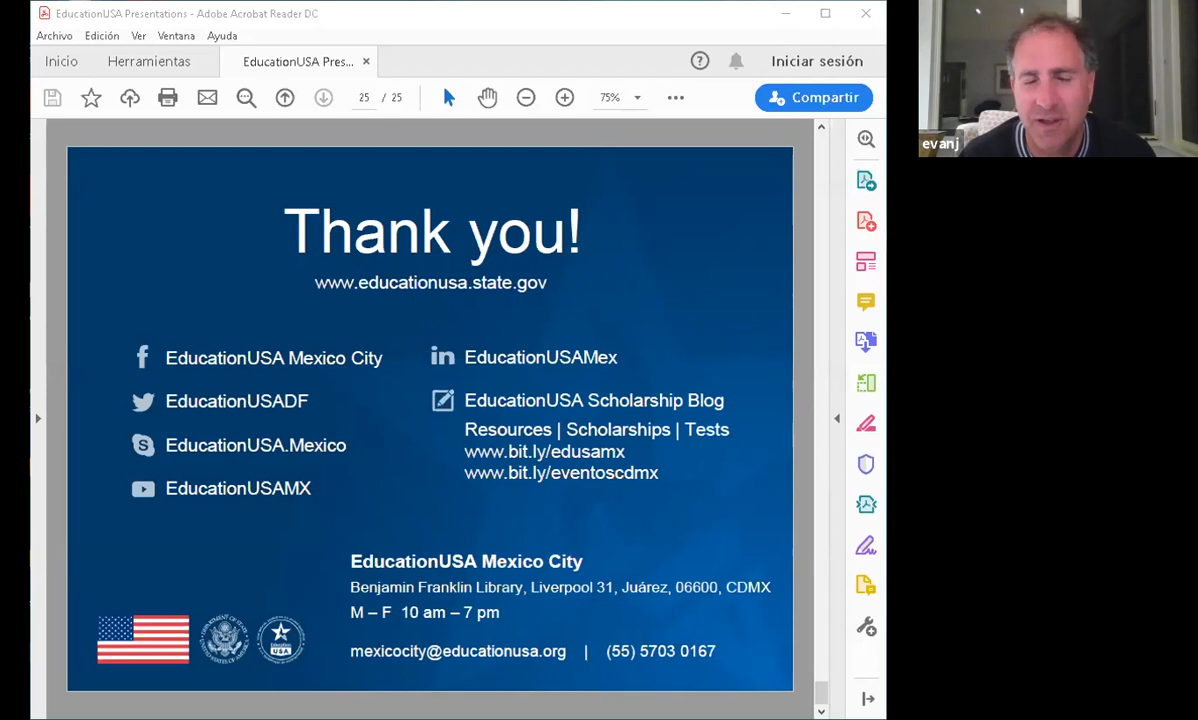 EducationUSA Presentations - Adobe Acrobat Reader DC
Archivo Edición Ver Ventana Ayuda
Inicio Herramientas EducationUSA Pres... × Iniciar sesión
25 / 25 75% Compartir
evanj
Thank you!
www.educationusa.state.gov
EducationUSA Mexico City
EducationUSADF
EducationUSA.Mexico
EducationUSAMX
EducationUSAMex
EducationUSA Scholarship Blog
Resources | Scholarships | Tests
www.bit.ly/edusamx
www.bit.ly/eventoscdmx
EducationUSA Mexico City
Benjamin Franklin Library, Liverpool 31, Juárez, 06600, CDMX
M – F 10 am – 7 pm
mexicocity@educationusa.org | (55) 5703 0167